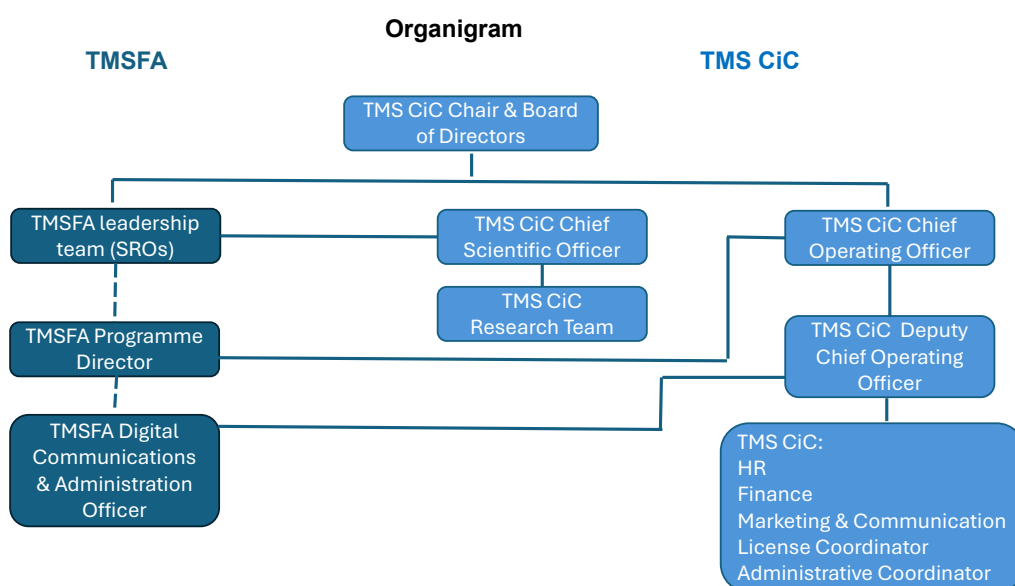 Organigram
TMSFA
TMS CiC
TMS CiC Chair & Board
of Directors
TMSFA leadership
team (SROs)
TMS CiC Chief
Scientific Officer
TMS CiC Chief
Operating Officer
TMS CiC
Research Team
TMSFA Programme
Director
TMS CiC Deputy
Chief Operating
Officer
TMSFA Digital
Communications
& Administration
Officer
TMS CiC:
HR
Finance
Marketing & Communication
License Coordinator
Administrative Coordinator